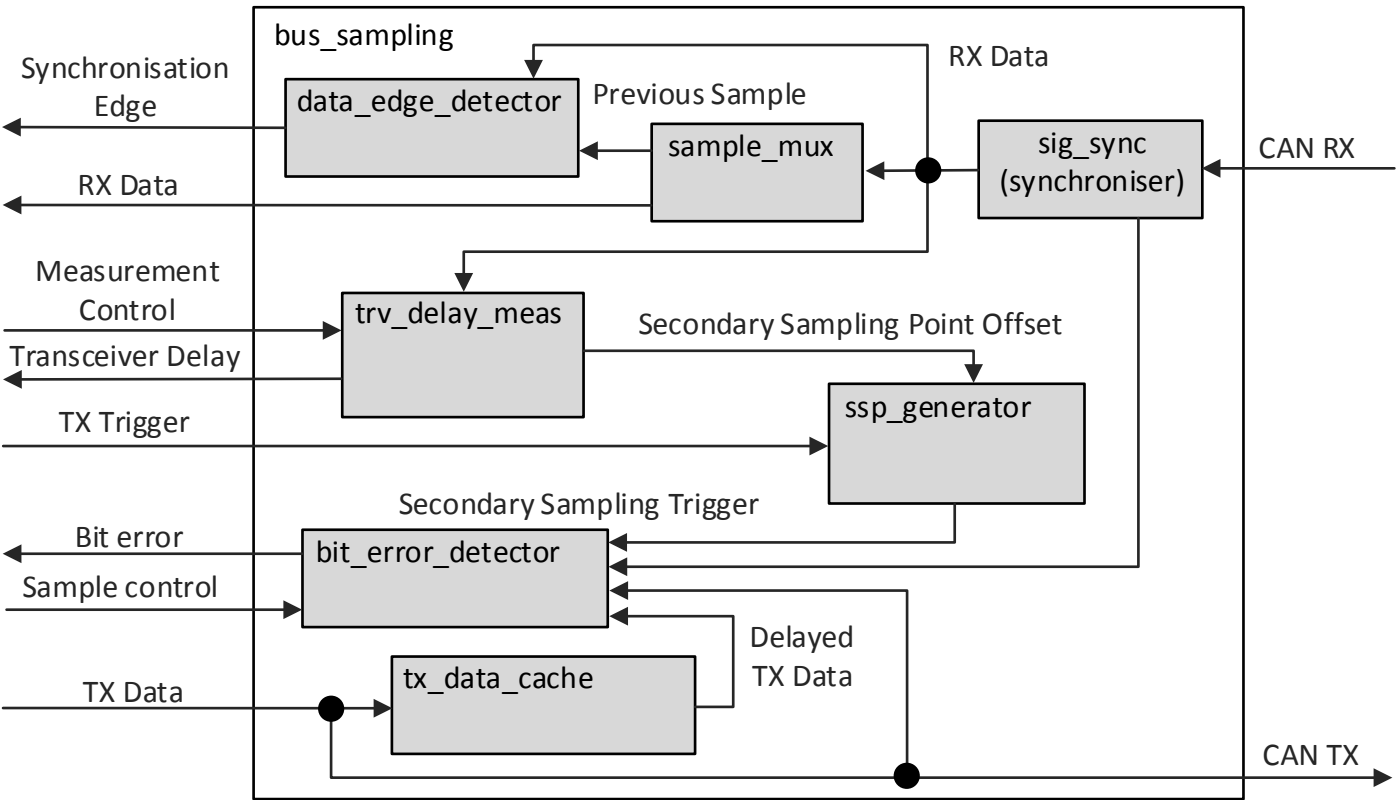 bus_sampling
Synchronisation
Edge
data_edge_detector
RX Data
Previous Sample
sample_mux
sig_sync
(synchroniser)
CAN RX
RX Data
Measurement
Control
trv_delay_meas
Secondary Sampling Point Offset
Transceiver Delay
ssp_generator
TX Trigger
Secondary Sampling Trigger
Bit error
bit_error_detector
Sample control
Delayed
TX Data
tx_data_cache
TX Data
CAN TX